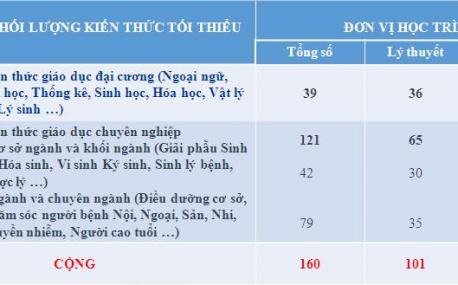 HỐI LƯỢNG KIẾN THỨC TỐI THIỂU
ĐƠN VỊ HỌC TRÌ
Tổng số
Lý thuyết
n thức giáo dục đại cương (Ngoại ngữ,
học, Thống kê, Sinh học, Hóa học, Vật lý
Lý sinh …)
39
36
n thức giáo dục chuyên nghiệp
121
65
ơ sở ngành và khối ngành (Giải phẫu Sinh
Hóa sinh, Vi sinh Ký sinh, Sinh lý bệnh,
ợc lý …)
42
30
gành và chuyên ngành (Điều dưỡng cơ sở,
ăm sóc người bệnh Nội, Ngoại, Sản, Nhi,
uyền nhiễm, Người cao tuổi …)
79
35
CỘNG
160
101